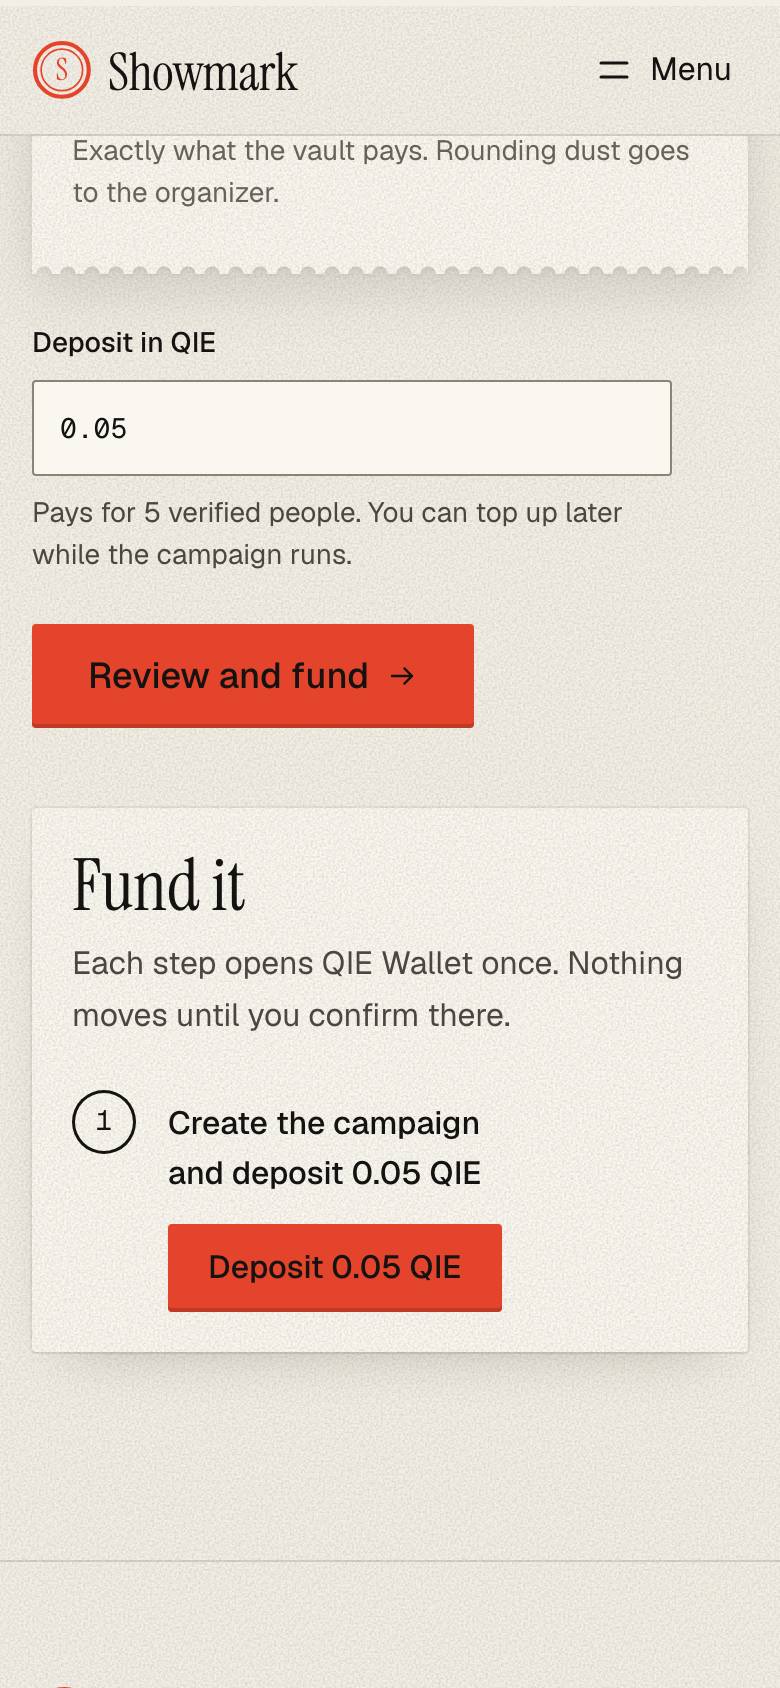 S
Showmark
Menu
Exactly what the vault pays. Rounding dust goes
to the organizer.
Deposit in QIE
0.05
Pays for 5 verified people. You can top up later
while the campaign runs.
Review and fund →
Fund it
Each step opens QIE Wallet once. Nothing
moves until you confirm there.
1
Create the campaign
and deposit 0.05 QIE
Deposit 0.05 QIE